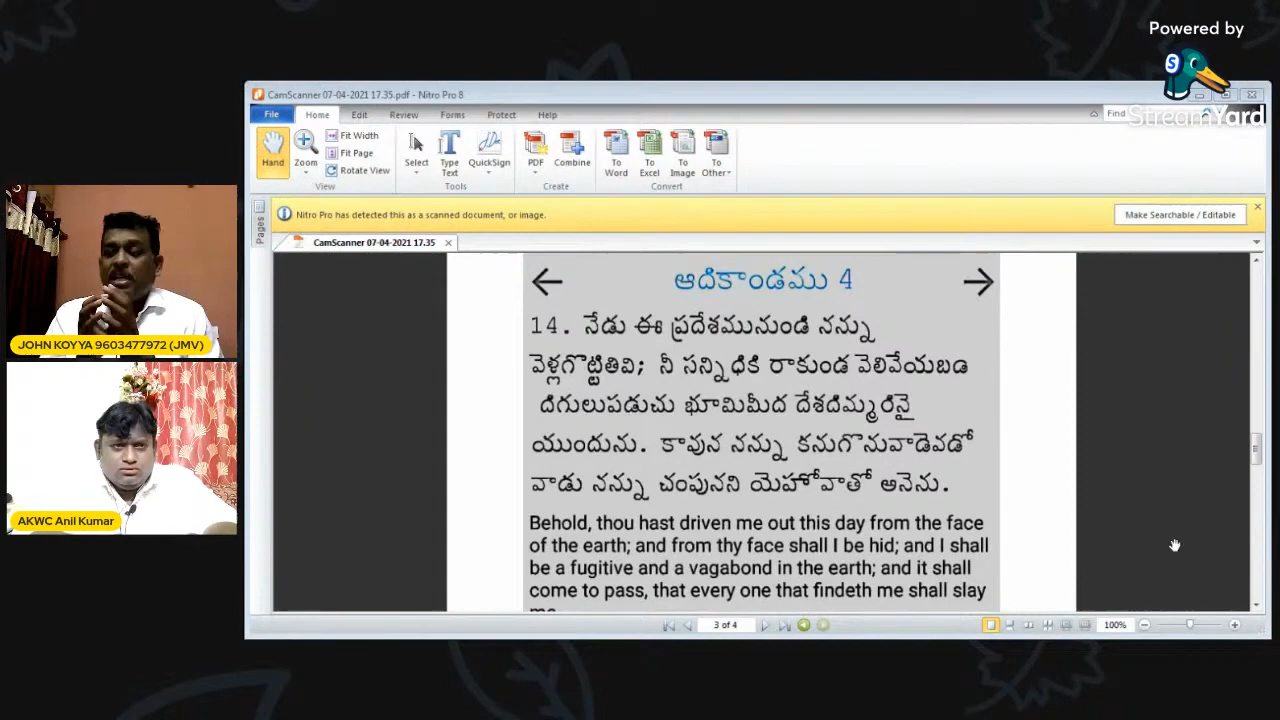 Powered by
StreamYard
CamScanner 07-04-2021 17.35.pdf - Nitro Pro 8
File Home Edit Review Forms Protect Help
Find
Hand
Zoom
Fit Width
Fit Page
Rotate View
View
Select
Type Text
QuickSign
Tools
PDF
Combine
Create
To Word
To Excel
To Image
To Other
Convert
Pages
Nitro Pro has detected this as a scanned document, or image.
Make Searchable / Editable
CamScanner 07-04-2021 17.35
ఆదికాండము 4
14. నేడు ఈ ప్రదేశమునుండి నన్ను
వెళ్లగొట్టితివి; నీ సన్నిధికి రాకుండ వెలివేయబడ
దిగులుపడుచు భూమిమీద దేశదిమ్మరినై
యుందును. కావున నన్ను కనుగొనువాడెవడో
వాడు నన్ను చంపునని యెహోవాతో అనెను.
Behold, thou hast driven me out this day from the face
of the earth; and from thy face shall I be hid; and I shall
be a fugitive and a vagabond in the earth; and it shall
come to pass, that every one that findeth me shall slay
3 of 4
100%
JOHN KOYYA 9603477972 (JMV)
AKWC Anil Kumar